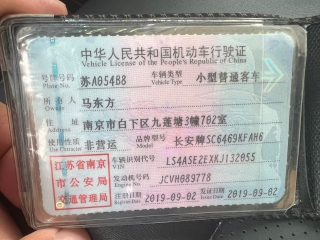 中华人民共和国机动车行驶证
Vehicle License of the People's Republic of China
号牌号码 苏A054B8 车辆类型 小型普通客车
Plate No. Vehicle Type
所有人 马东方
Owner
住址 南京市白下区九莲塘3幢702室
Address
使用性质 非营运 品牌型号 长安牌SC6469KFAH6
Use Character Model
江苏省南京
市公安局
交通管理局
车辆识别代号 LS4ASE2EXKJ132055
VIN
发动机号码 JCVH089778
Engine No.
注册日期 2019-09-02 发证日期 2019-09-02
Register Date Issue Date